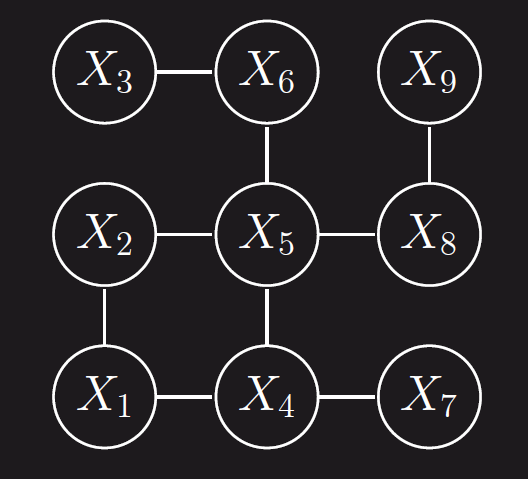 X₃ X₆ X₉
X₂ X₅ X₈
X₁ X₄ X₇